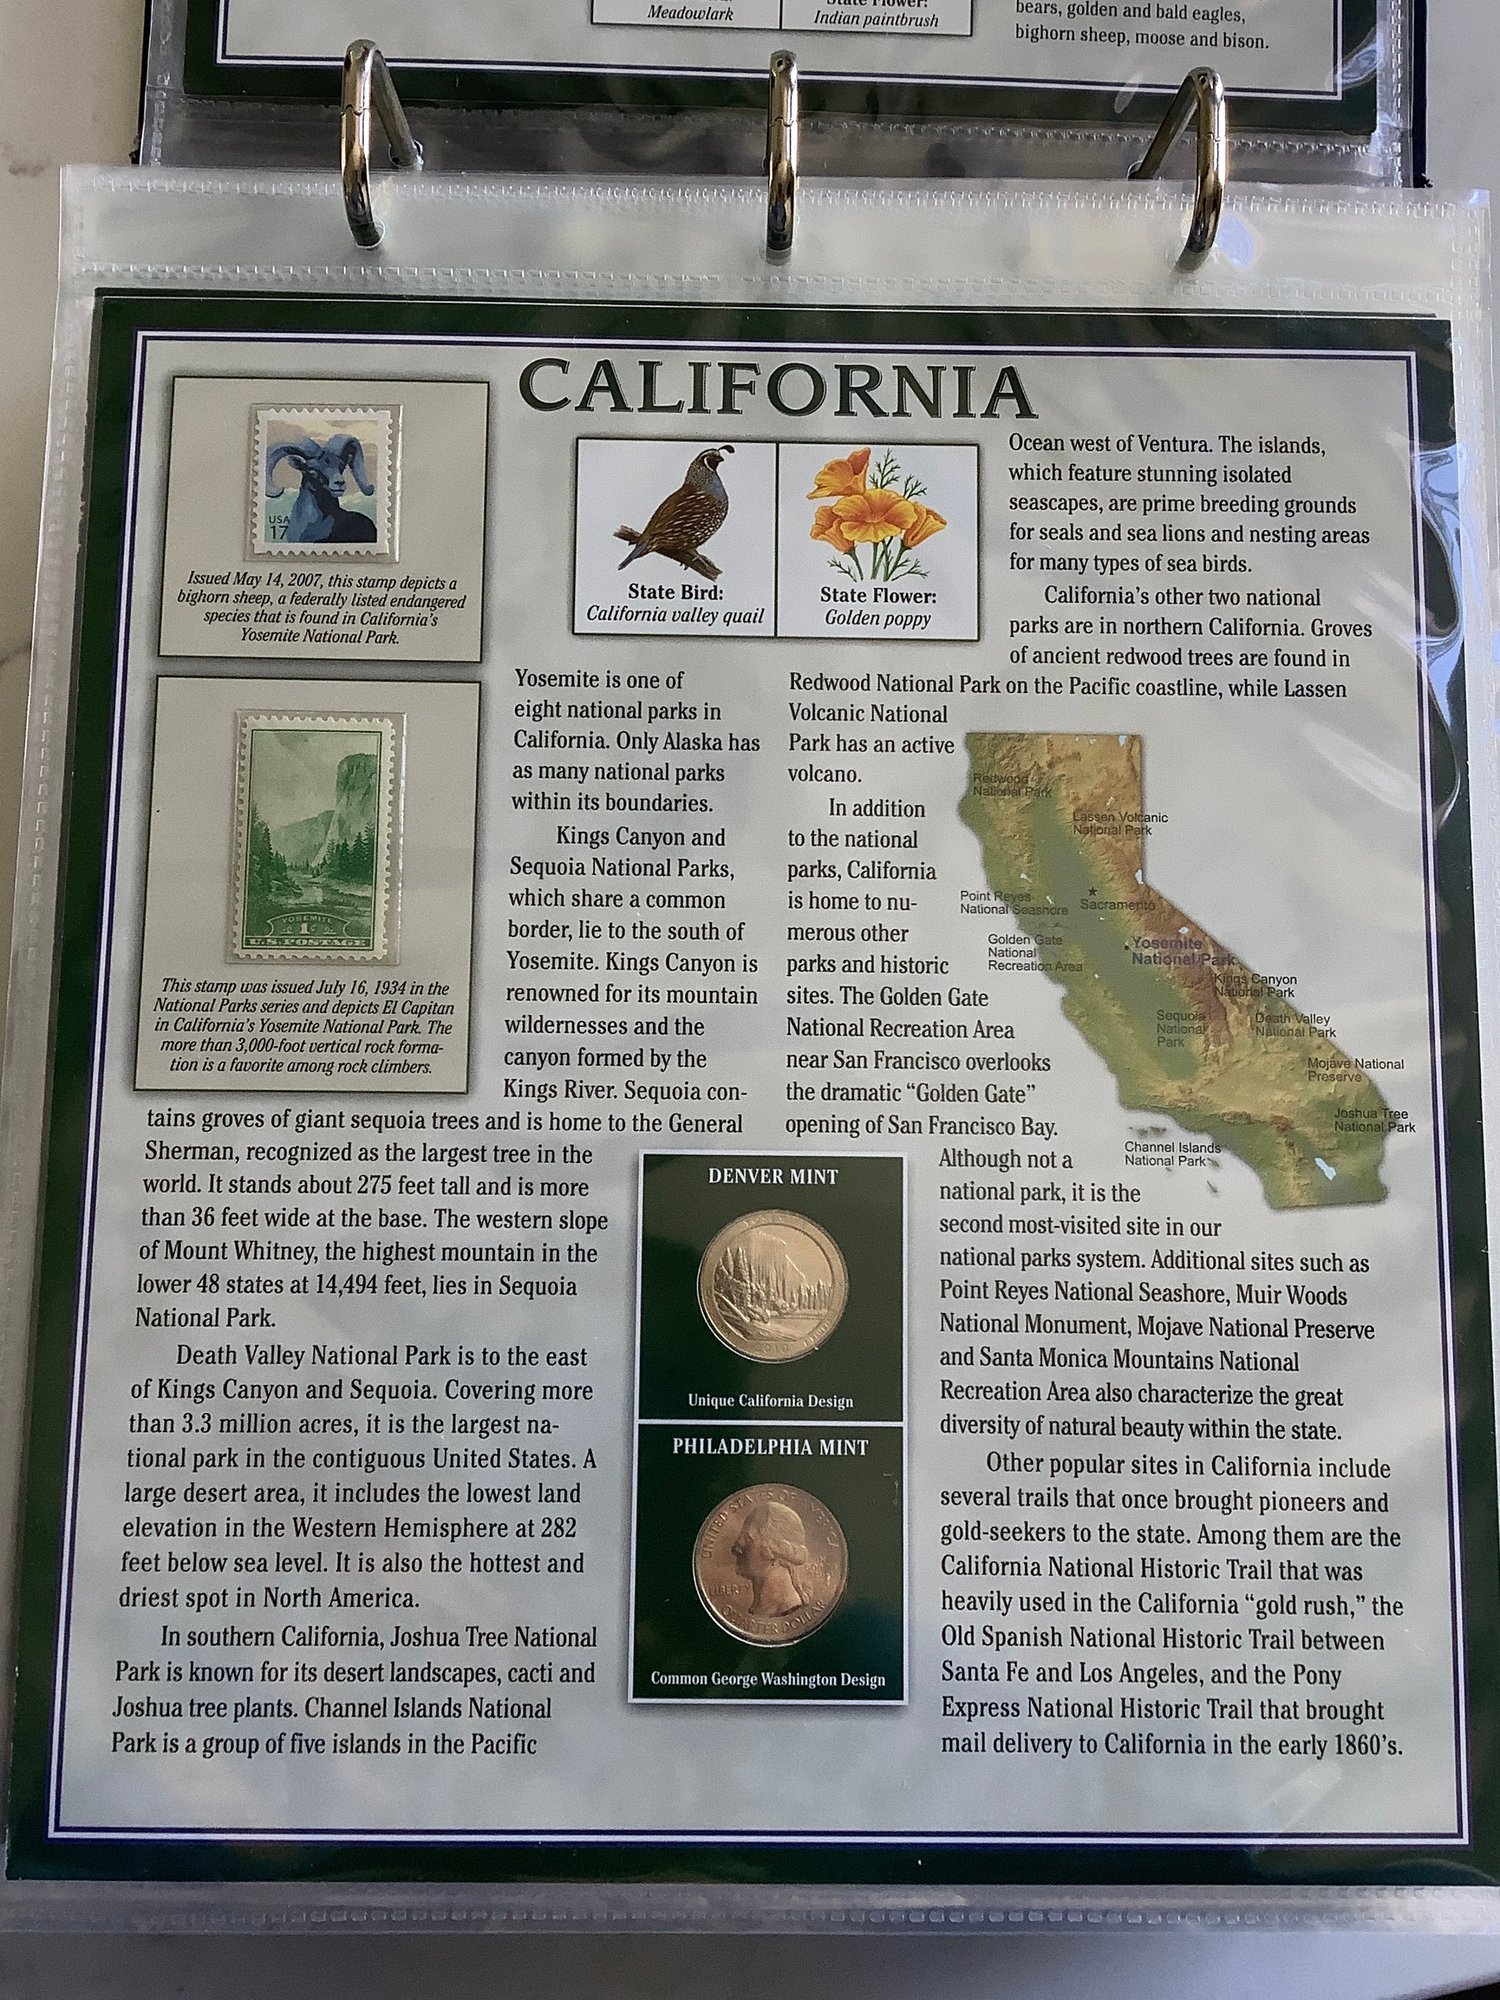 Meadowlark
State Flower:
Indian paintbrush
bears, golden and bald eagles,
bighorn sheep, moose and bison.
CALIFORNIA
USA
17
Issued May 14, 2007, this stamp depicts a
bighorn sheep, a federally listed endangered
species that is found in California's
Yosemite National Park.
YOSEMITE
1¢
U.S. POSTAGE
This stamp was issued July 16, 1934 in the
National Parks series and depicts El Capitan
in California's Yosemite National Park. The
more than 3,000-foot vertical rock forma-
tion is a favorite among rock climbers.
State Bird:
California valley quail
State Flower:
Golden poppy
Yosemite is one of
eight national parks in
California. Only Alaska has
as many national parks
within its boundaries.
Kings Canyon and
Sequoia National Parks,
which share a common
border, lie to the south of
Yosemite. Kings Canyon is
renowned for its mountain
wildernesses and the
canyon formed by the
Kings River. Sequoia con-
tains groves of giant sequoia trees and is home to the General
Sherman, recognized as the largest tree in the
world. It stands about 275 feet tall and is more
than 36 feet wide at the base. The western slope
of Mount Whitney, the highest mountain in the
lower 48 states at 14,494 feet, lies in Sequoia
National Park.
Death Valley National Park is to the east
of Kings Canyon and Sequoia. Covering more
than 3.3 million acres, it is the largest na-
tional park in the contiguous United States. A
large desert area, it includes the lowest land
elevation in the Western Hemisphere at 282
feet below sea level. It is also the hottest and
driest spot in North America.
In southern California, Joshua Tree National
Park is known for its desert landscapes, cacti and
Joshua tree plants. Channel Islands National
Park is a group of five islands in the Pacific
Ocean west of Ventura. The islands,
which feature stunning isolated
seascapes, are prime breeding grounds
for seals and sea lions and nesting areas
for many types of sea birds.
California's other two national
parks are in northern California. Groves
of ancient redwood trees are found in
Redwood National Park on the Pacific coastline, while Lassen
Volcanic National
Park has an active
volcano.
In addition
to the national
parks, California
is home to nu-
merous other
parks and historic
sites. The Golden Gate
National Recreation Area
near San Francisco overlooks
the dramatic “Golden Gate”
opening of San Francisco Bay.
Although not a
national park, it is the
second most-visited site in our
national parks system. Additional sites such as
Point Reyes National Seashore, Muir Woods
National Monument, Mojave National Preserve
and Santa Monica Mountains National
Recreation Area also characterize the great
diversity of natural beauty within the state.
Other popular sites in California include
several trails that once brought pioneers and
gold-seekers to the state. Among them are the
California National Historic Trail that was
heavily used in the California “gold rush,” the
Old Spanish National Historic Trail between
Santa Fe and Los Angeles, and the Pony
Express National Historic Trail that brought
mail delivery to California in the early 1860's.
Redwood
National Park
Lassen Volcanic
National Park
Point Reyes
National Seashore
Sacramento
Golden Gate
National
Recreation Area
Yosemite
National Park
Kings Canyon
National Park
Sequoia
National
Park
Death Valley
National Park
Mojave National
Preserve
Joshua Tree
National Park
Channel Islands
National Park
DENVER MINT
2010
Unique California Design
PHILADELPHIA MINT
UNITED STATES OF AMERICA
LIBERTY
QUARTER DOLLAR
Common George Washington Design